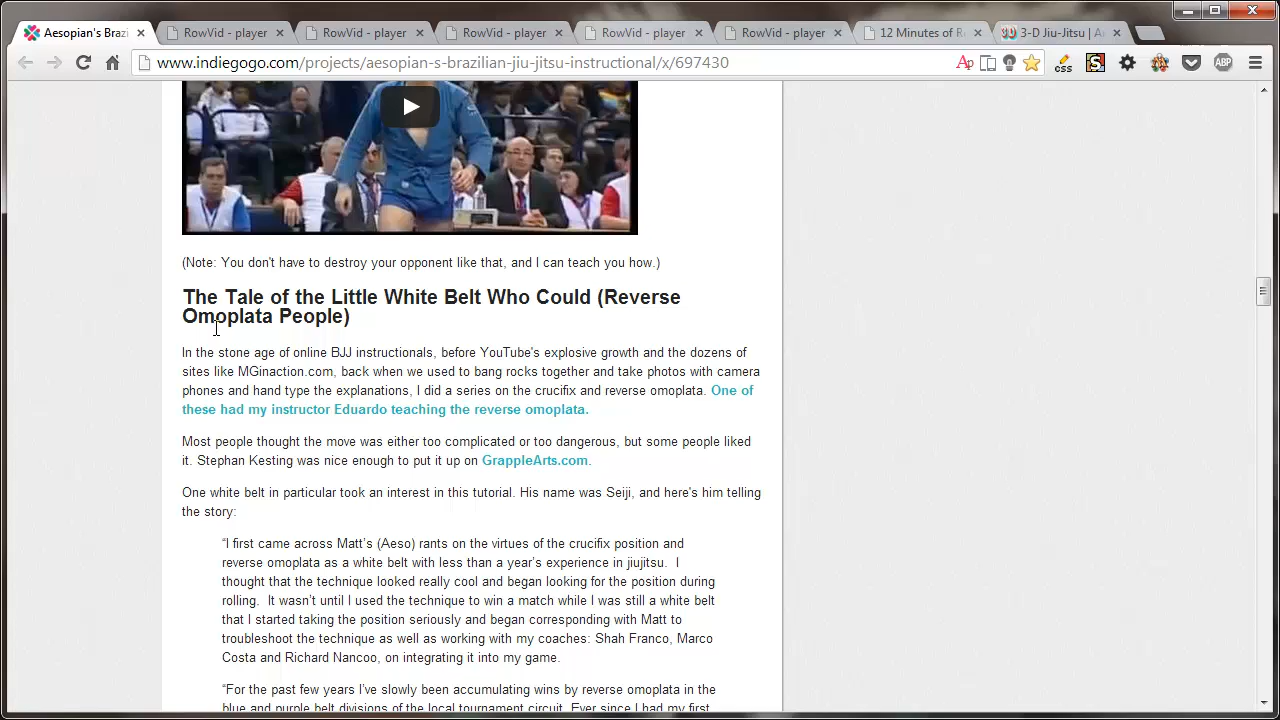 Aesopian's Brazi
RowVid - player
RowVid - player
RowVid - player
RowVid - player
RowVid - player
12 Minutes of R
3-D Jiu-Jitsu | A
www.indiegogo.com/projects/aesopian-s-brazilian-jiu-jitsu-instructional/x/697430
css
ABP
(Note: You don't have to destroy your opponent like that, and I can teach you how.)
The Tale of the Little White Belt Who Could (Reverse
Omoplata People)
In the stone age of online BJJ instructionals, before YouTube's explosive growth and the dozens of
sites like MGinaction.com, back when we used to bang rocks together and take photos with camera
phones and hand type the explanations, I did a series on the crucifix and reverse omoplata. One of
these had my instructor Eduardo teaching the reverse omoplata.
Most people thought the move was either too complicated or too dangerous, but some people liked
it. Stephan Kesting was nice enough to put it up on GrappleArts.com.
One white belt in particular took an interest in this tutorial. His name was Seiji, and here's him telling
the story:
“I first came across Matt’s (Aeso) rants on the virtues of the crucifix position and
reverse omoplata as a white belt with less than a year’s experience in jiujitsu. I
thought that the technique looked really cool and began looking for the position during
rolling. It wasn’t until I used the technique to win a match while I was still a white belt
that I started taking the position seriously and began corresponding with Matt to
troubleshoot the technique as well as working with my coaches: Shah Franco, Marco
Costa and Richard Nancoo, on integrating it into my game.
“For the past few years I’ve slowly been accumulating wins by reverse omoplata in the
blue and purple belt divisions of the local tournament circuit. Ever since I had my first